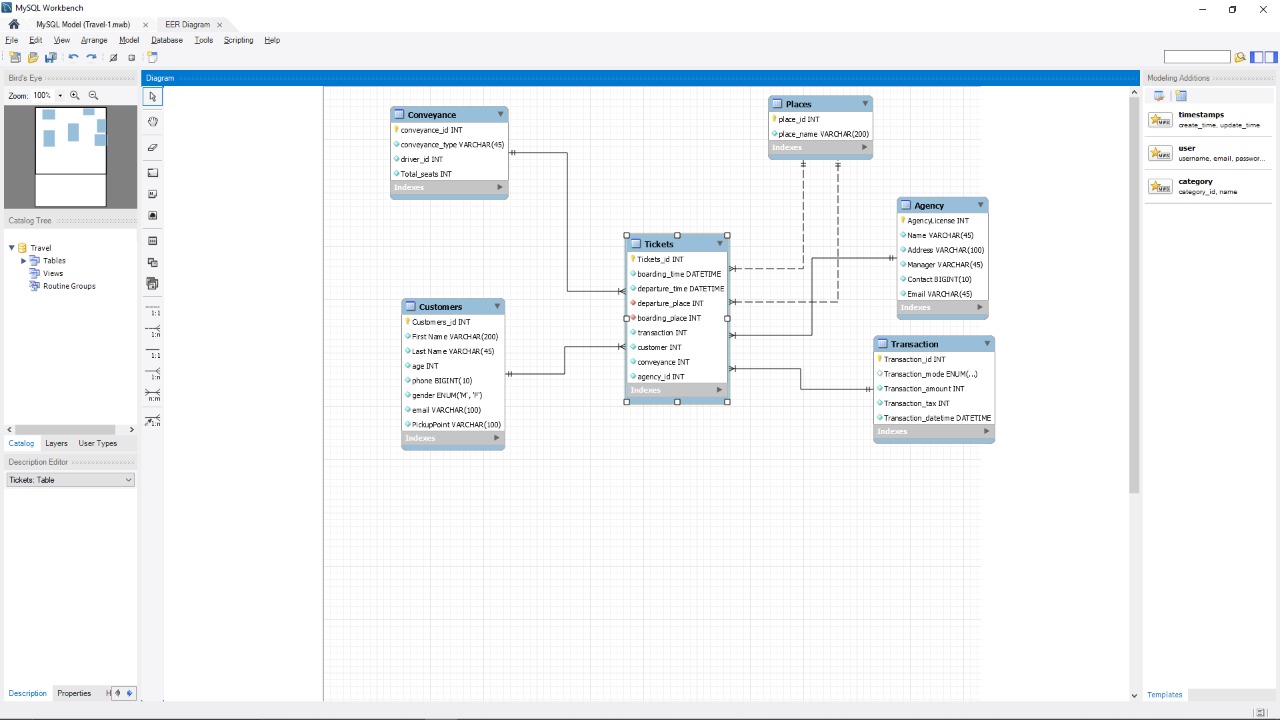 MySQL Workbench
MySQL Model (Travel-1.mwb) × EER Diagram ×
File Edit View Arrange Model Database Tools Scripting Help
Bird's Eye
Zoom: 100%
Catalog Tree
Travel
Tables
Views
Routine Groups
Catalog Layers User Types
Description Editor
Tickets: Table
Description Properties H
1:1
1:n
1:1
1:n
n:m
1:n
Diagram
Conveyance
conveyance_id INT
conveyance_type VARCHAR(45)
driver_id INT
Total_seats INT
Indexes
Customers
Customers_id INT
First Name VARCHAR(200)
Last Name VARCHAR(45)
age INT
phone BIGINT(10)
gender ENUM('M', 'F')
email VARCHAR(100)
PickupPoint VARCHAR(100)
Indexes
Tickets
Tickets_id INT
boarding_time DATETIME
departure_time DATETIME
departure_place INT
boarding_place INT
transaction INT
customer INT
conveyance INT
agency_id INT
Indexes
Places
place_id INT
place_name VARCHAR(200)
Indexes
Agency
AgencyLicense INT
Name VARCHAR(45)
Address VARCHAR(100)
Manager VARCHAR(45)
Contact BIGINT(10)
Email VARCHAR(45)
Indexes
Transaction
Transaction_id INT
Transaction_mode ENUM(...)
Transaction_amount INT
Transaction_tax INT
Transaction_datetime DATETIME
Indexes
Modeling Additions
timestamps
create_time, update_time
user
username, email, passwor...
category
category_id, name
Templates